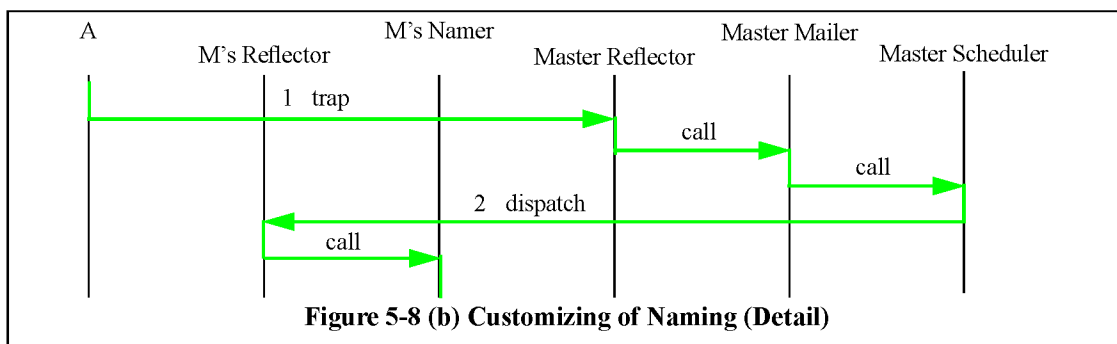 A
M's Namer
Master Mailer
M's Reflector
Master Reflector
Master Scheduler
1 trap
call
call
2 dispatch
call
Figure 5-8 (b) Customizing of Naming (Detail)